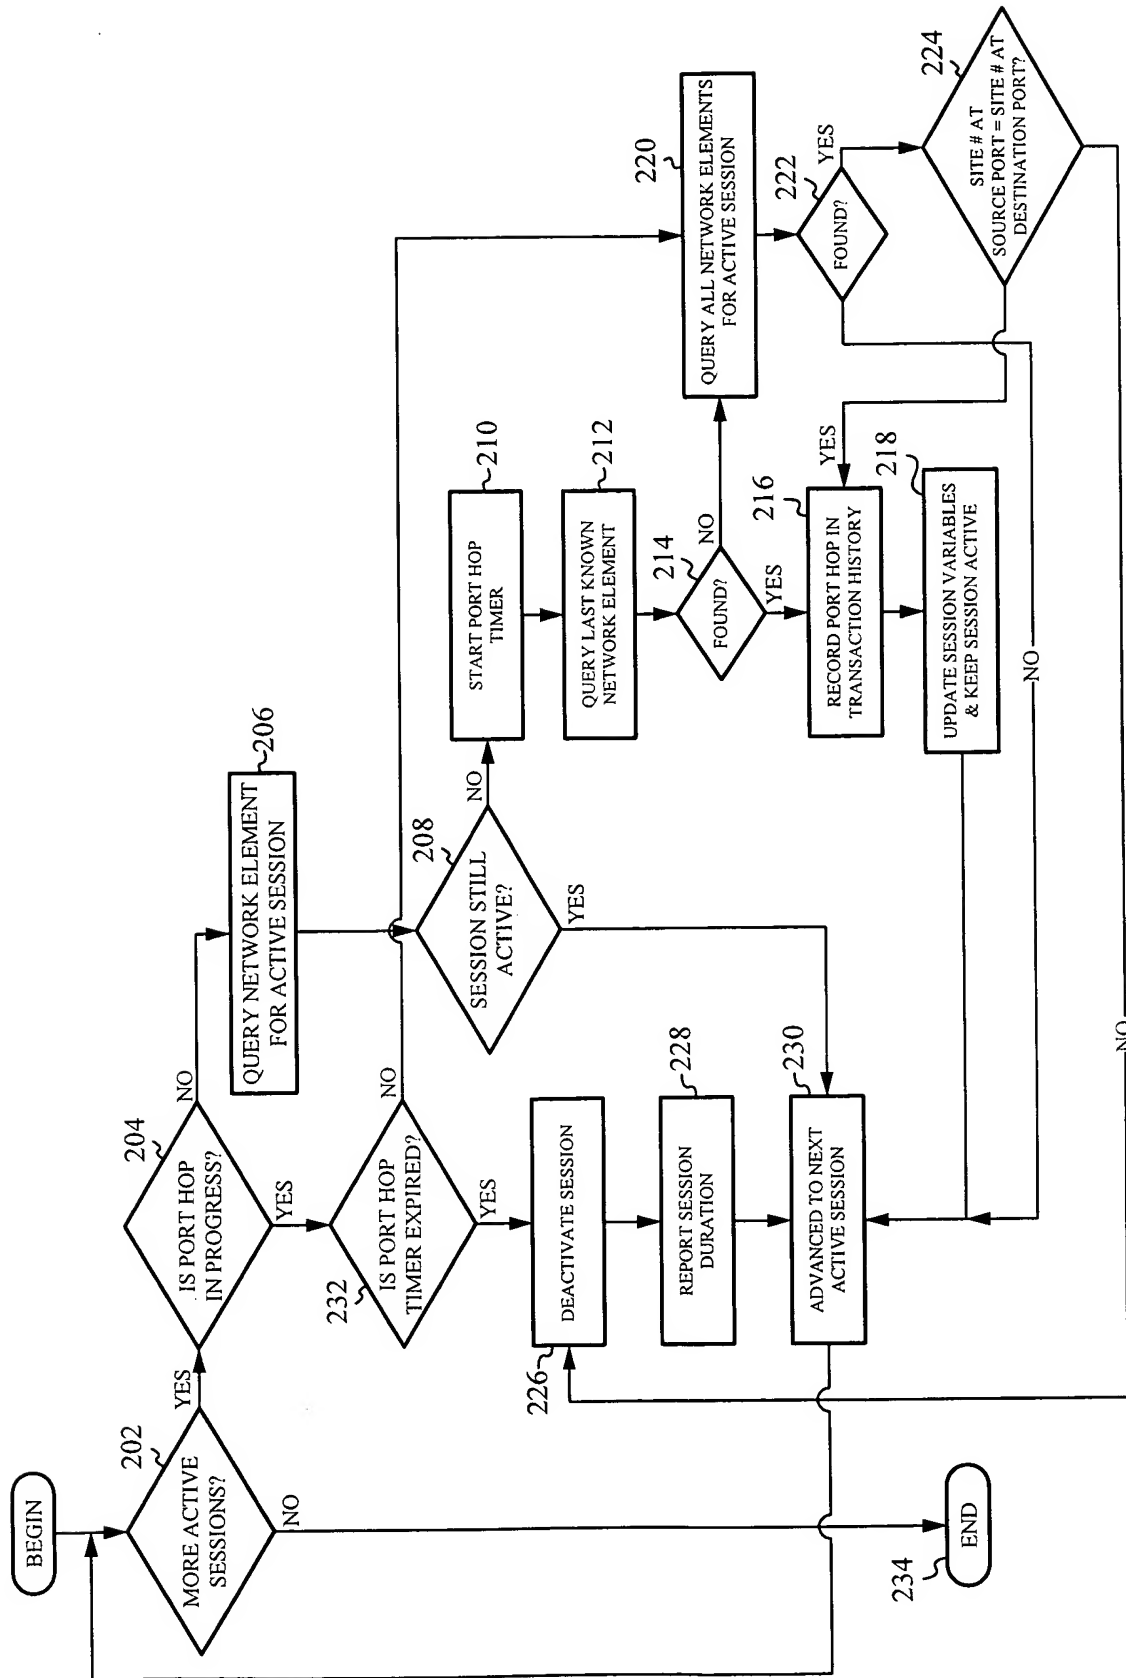 BEGIN
202
MORE ACTIVE
SESSIONS?
YES
NO
204
IS PORT HOP
IN PROGRESS?
NO
YES
206
QUERY NETWORK ELEMENT
FOR ACTIVE SESSION
232
IS PORT HOP
TIMER EXPIRED?
NO
YES
208
SESSION STILL
ACTIVE?
NO
YES
210
START PORT HOP
TIMER
212
QUERY LAST KNOWN
NETWORK ELEMENT
214
FOUND?
NO
YES
216
RECORD PORT HOP IN
TRANSACTION HISTORY
YES
218
UPDATE SESSION VARIABLES
& KEEP SESSION ACTIVE
220
QUERY ALL NETWORK ELEMENTS
FOR ACTIVE SESSION
222
FOUND?
YES
NO
224
SITE # AT
SOURCE PORT = SITE # AT
DESTINATION PORT?
NO
226
DEACTIVATE SESSION
228
REPORT SESSION
DURATION
230
ADVANCED TO NEXT
ACTIVE SESSION
234
END